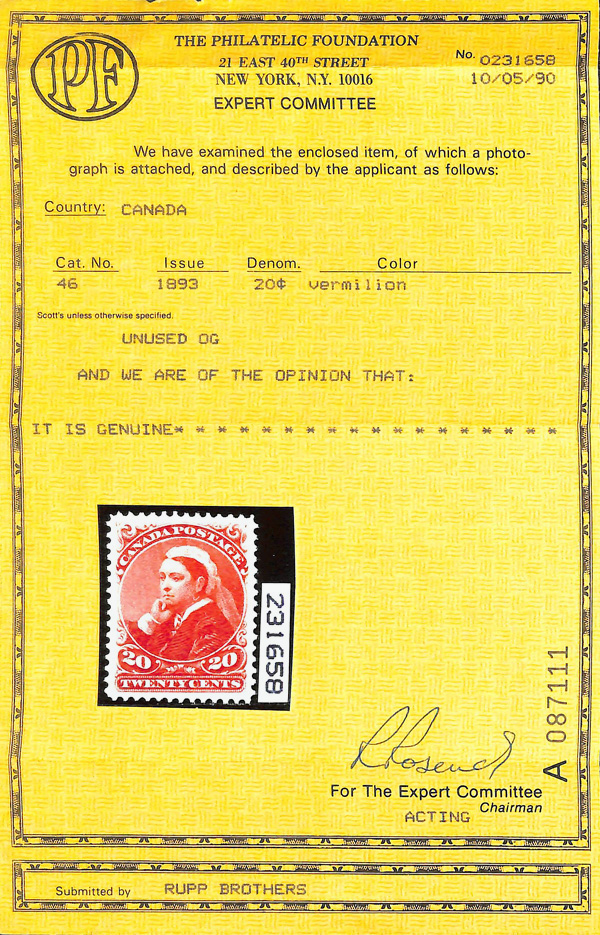 PF
THE PHILATELIC FOUNDATION
21 EAST 40TH STREET
NEW YORK, N.Y. 10016
EXPERT COMMITTEE
No. 0231658
10/05/90
We have examined the enclosed item, of which a photo-
graph is attached, and described by the applicant as follows:
Country: CANADA
Cat. No. Issue Denom. Color
46 1893 20¢ vermilion
Scott's unless otherwise specified.
UNUSED OG
AND WE ARE OF THE OPINION THAT:
IT IS GENUINE* * * * * * * * * * * * * * * * * *
CANADA POSTAGE
20 20
TWENTY CENTS
231658
A 087111
For The Expert Committee
Chairman
ACTING
Submitted by RUPP BROTHERS